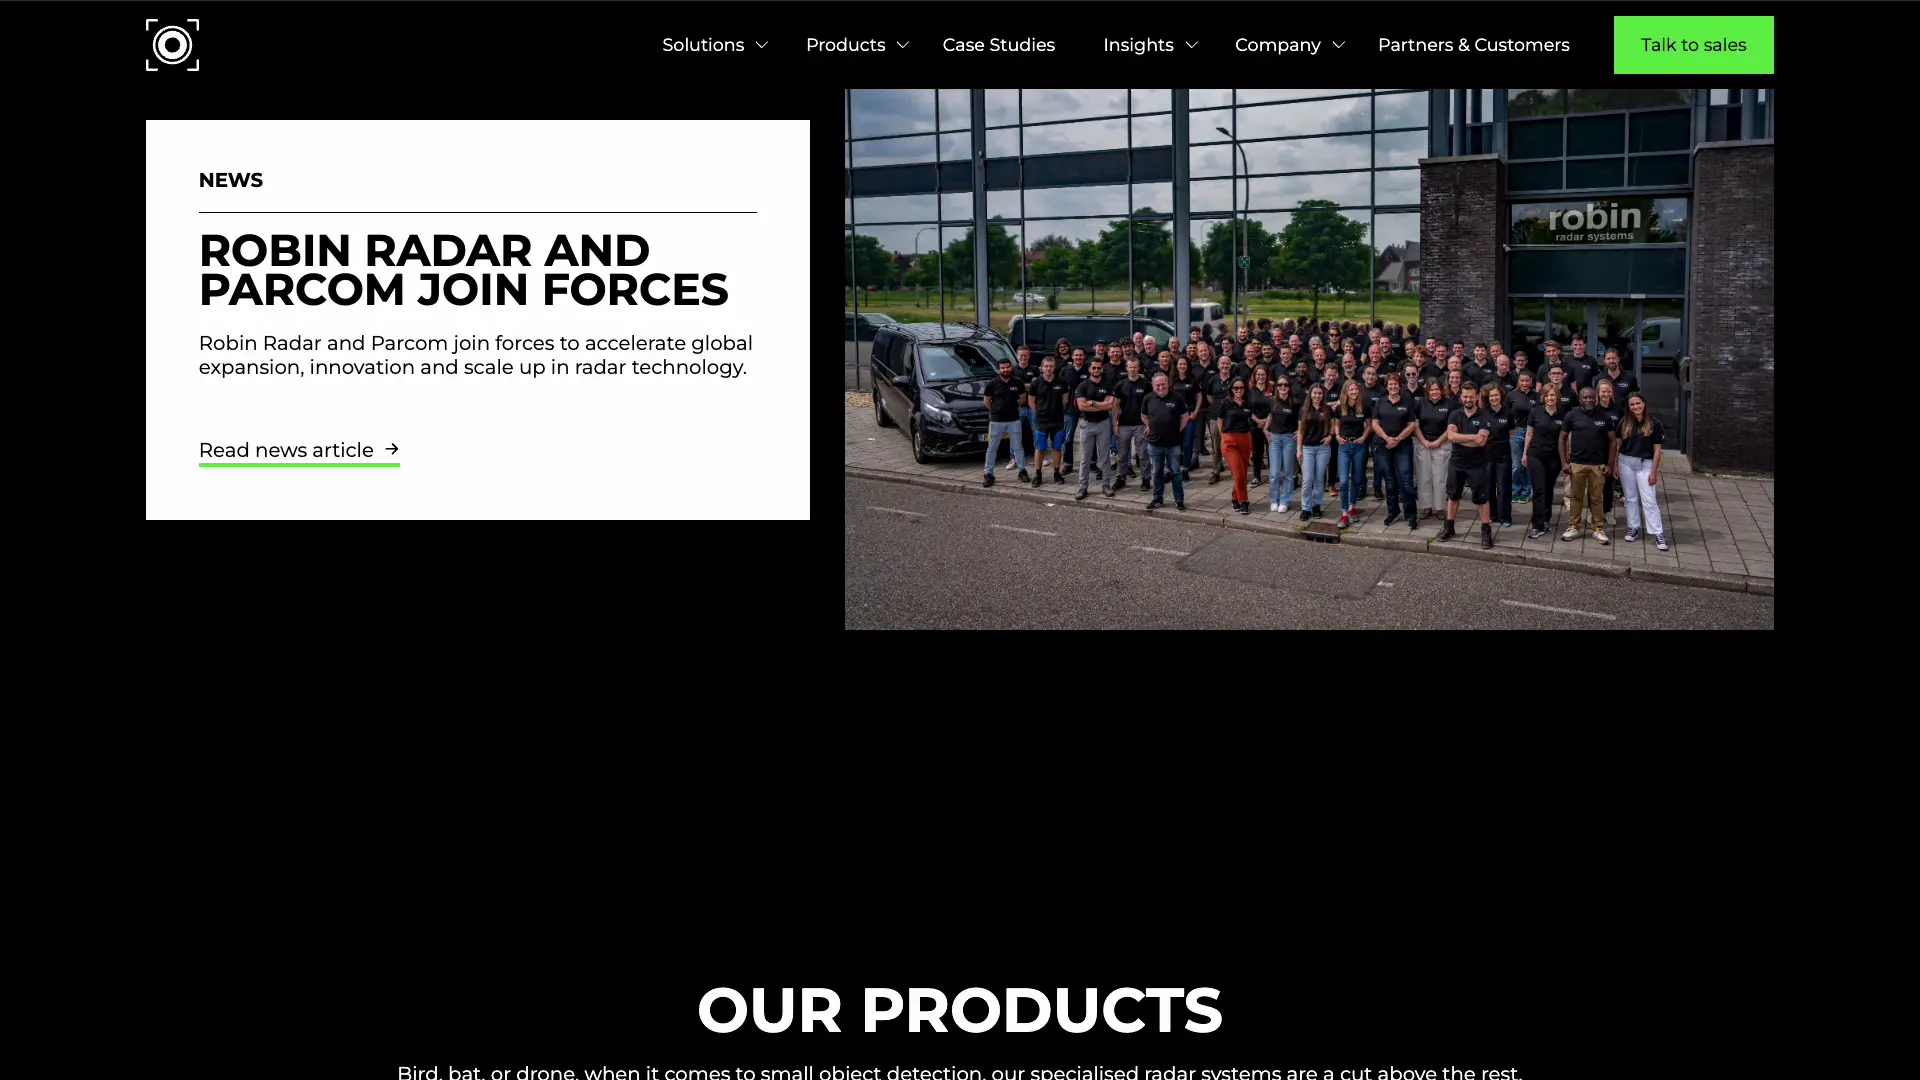 Solutions
Products
Case Studies
Insights
Company
Partners & Customers
Talk to sales
NEWS
ROBIN RADAR AND
PARCOM JOIN FORCES
Robin Radar and Parcom join forces to accelerate global
expansion, innovation and scale up in radar technology.
Read news article
robin
radar systems
OUR PRODUCTS
Bird, bat, or drone, when it comes to small object detection, our specialised radar systems are a cut above the rest.